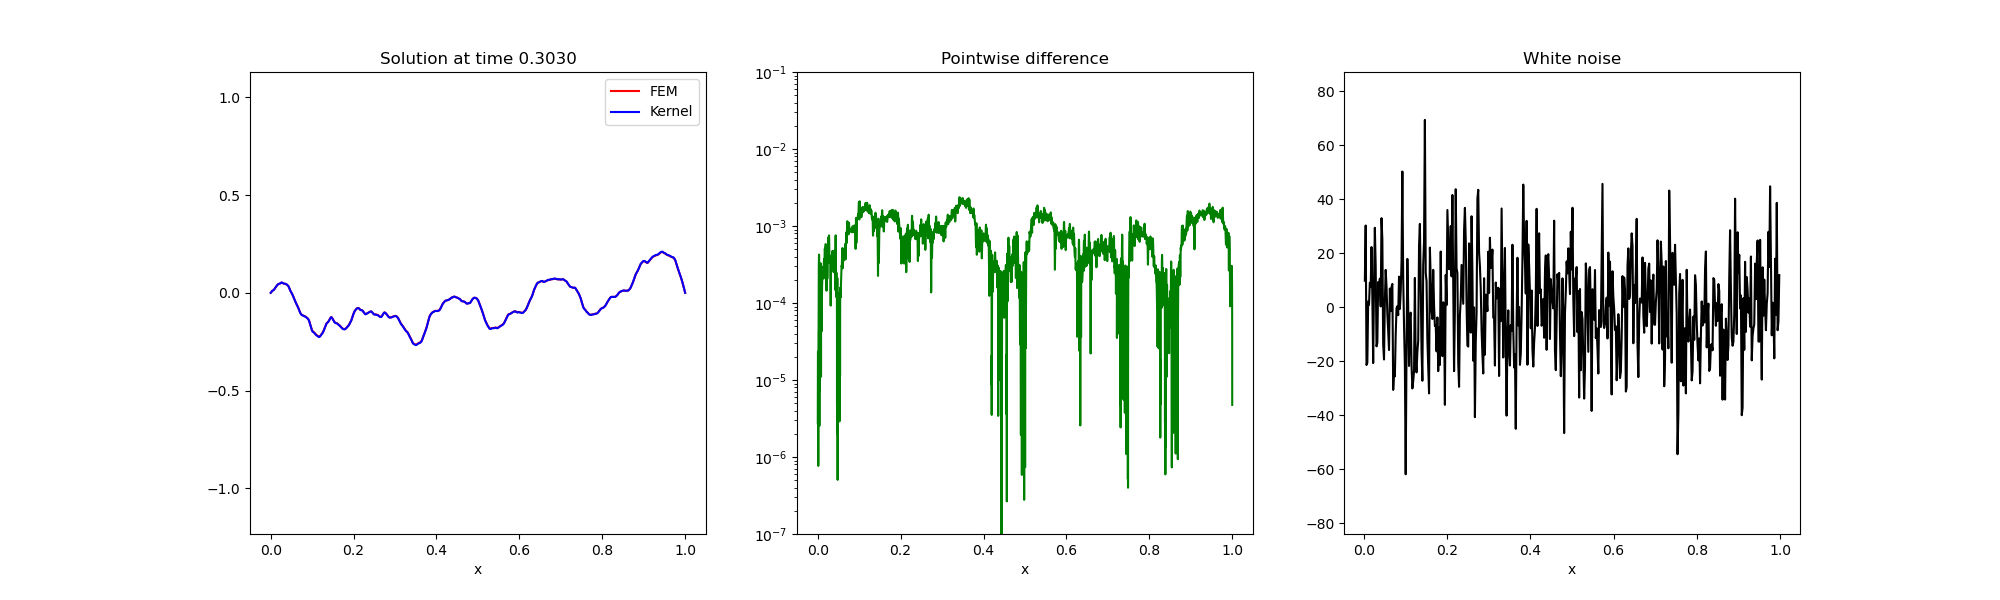 Solution at time 0.3030
1.0
0.5
0.0
−0.5
−1.0
0.0 0.2 0.4 0.6 0.8 1.0
x
FEM
Kernel
Pointwise difference
10⁻¹
10⁻²
10⁻³
10⁻⁴
10⁻⁵
10⁻⁶
10⁻⁷
0.0 0.2 0.4 0.6 0.8 1.0
x
White noise
80
60
40
20
0
−20
−40
−60
−80
0.0 0.2 0.4 0.6 0.8 1.0
x